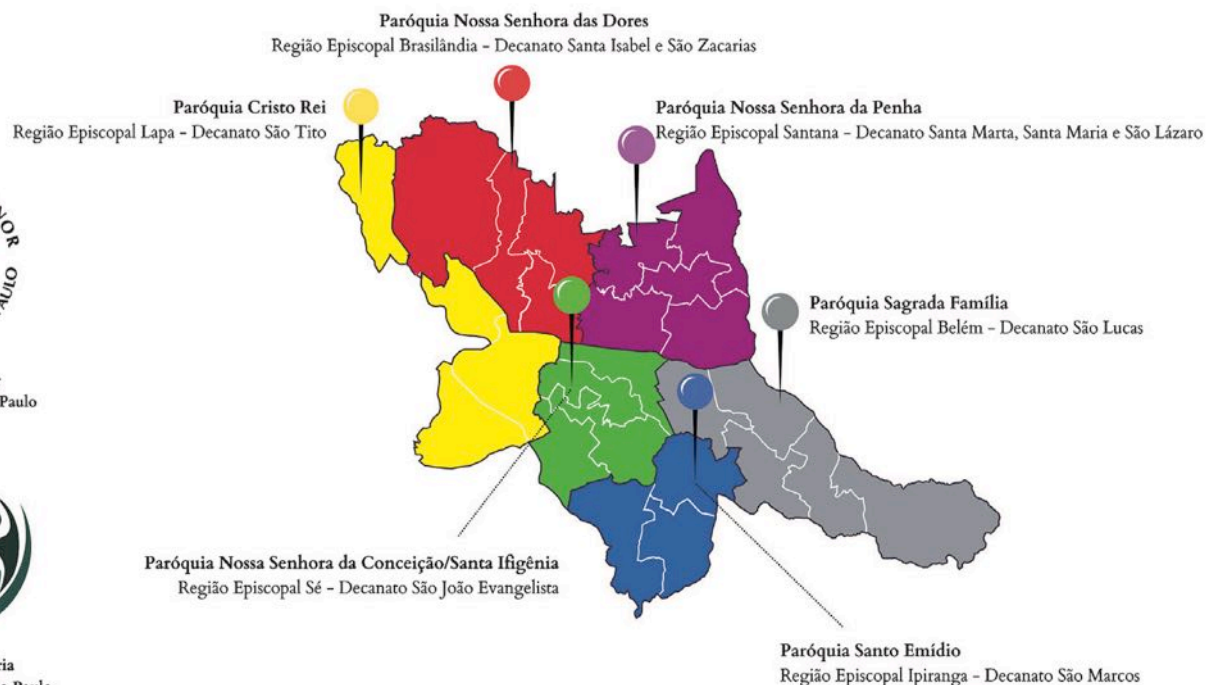 Paróquia Nossa Senhora das Dores
Região Episcopal Brasilândia - Decanato Santa Isabel e São Zacarias
Paróquia Cristo Rei
Região Episcopal Lapa - Decanato São Tito
Paróquia Nossa Senhora da Penha
Região Episcopal Santana - Decanato Santa Marta, Santa Maria e São Lázaro
Paróquia Sagrada Família
Região Episcopal Belém - Decanato São Lucas
Paulo
Paróquia Nossa Senhora da Conceição/Santa Ifigênia
Região Episcopal Sé - Decanato São João Evangelista
Paróquia Santo Emídio
Região Episcopal Ipiranga - Decanato São Marcos